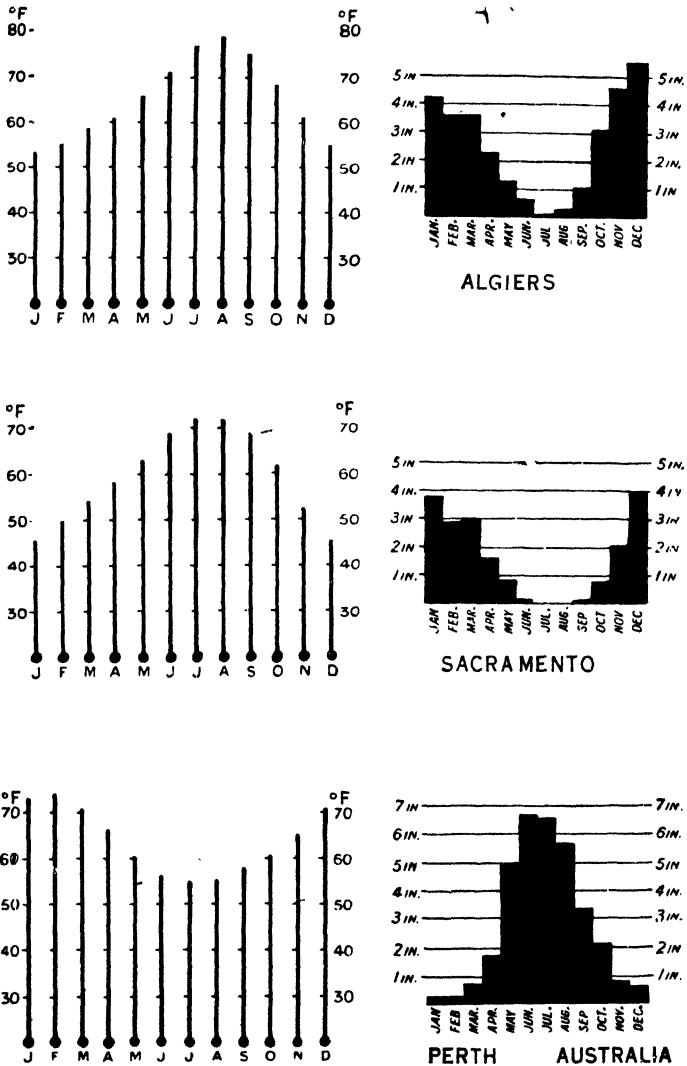 °F °F
80 80
70 70
60 60
50 50
40 40
30 30
J F M A M J J A S O N D
5 IN 5 IN.
4 IN. 4 IN.
3 IN 3 IN.
2 IN 2 IN.
1 IN. 1 IN
JAN. FEB. MAR. APR. MAY JUN. JUL AUG SEP. OCT. NOV DEC
ALGIERS
°F °F
70 70
60 60
50 50
40 40
30 30
J F M A M J J A S O N D
5 IN 5 IN.
4 IN. 4 IN
3 IN 3 IN.
2 IN 2 IN.
1 IN. 1 IN
JAN FEB. MAR. APR. MAY JUN. JUL. AUG. SEP OCT NOV DEC
SACRAMENTO
°F °F
70 70
60 60
50 50
40 40
30 30
J F M A M J J A S O N D
7 IN 7 IN.
6 IN. 6 IN.
5 IN 5 IN
4 IN. 4 IN
3 IN. 3 IN.
2 IN. 2 IN
1 IN. 1 IN.
JAN FEB MAR. APR. MAY JUN. JUL. AUG. SEP OCT. NOV. DEC.
PERTH AUSTRALIA